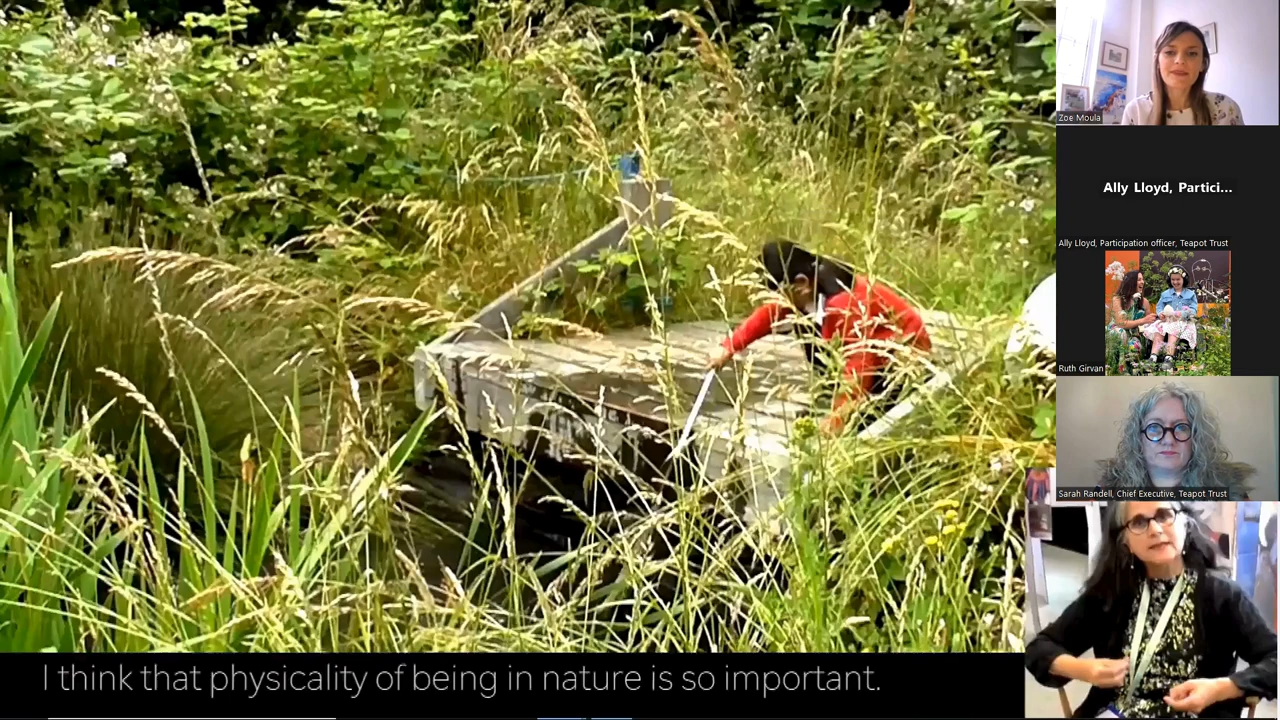 Zoe Moula
Ally Lloyd, Partici...
Ally Lloyd, Participation officer, Teapot Trust
Ruth Girvan
Sarah Randell, Chief Executive, Teapot Trust
I think that physicality of being in nature is so important.